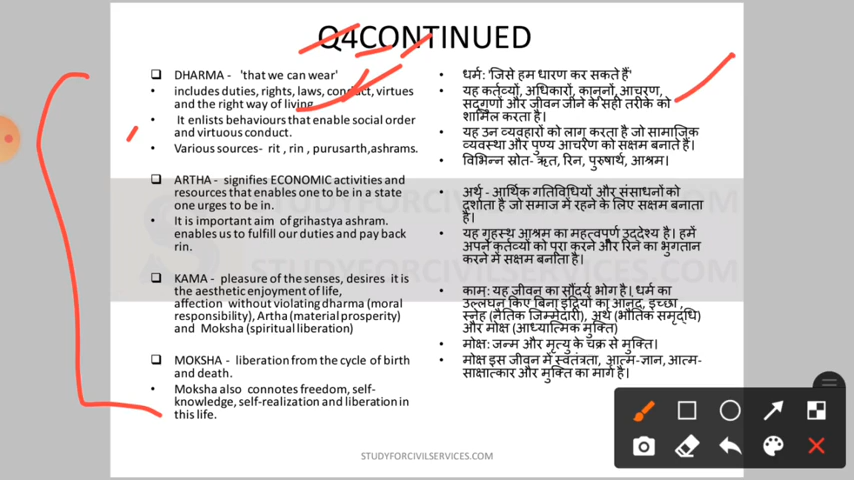 Q4CONTINUED
DHARMA - 'that we can wear'
includes duties, rights, laws, conduct, virtues
and the right way of living
It enlists behaviours that enable social order
and virtuous conduct.
Various sources- rit , rin , purusarth,ashrams.
ARTHA - signifies ECONOMIC activities and
resources that enables one to be in a state
one urges to be in.
It is important aim of grihastya ashram.
enables us to fulfill our duties and pay back
rin.
KAMA - pleasure of the senses, desires it is
the aesthetic enjoyment of life,
affection without violating dharma (moral
responsibility), Artha (material prosperity)
and Moksha (spiritual liberation)
MOKSHA - liberation from the cycle of birth
and death.
Moksha also connotes freedom, self-
knowledge, self-realization and liberation in
this life.
धर्म: 'जिसे हम धारण कर सकते हैं'
यह कर्तव्यों, अधिकारों, कानूनों, आचरण,
सद्गुणों और जीवन जीने के सही तरीके को
शामिल करता है।
यह उन व्यवहारों को लागू करता है जो सामाजिक
व्यवस्था और पुण्य आचरण को सक्षम बनाते हैं।
विभिन्न स्रोत- ऋत, रिन, पुरुषार्थ, आश्रम।
अर्थ - आर्थिक गतिविधियों और संसाधनों को
दर्शाता है जो समाज में रहने के लिए सक्षम बनाता
है।
यह गृहस्थ आश्रम का महत्वपूर्ण उद्देश्य है। हमें
अपने कर्तव्यों को पूरा करने और रिने का भुगतान
करने में सक्षम बनाता है।
काम: यह जीवन का सौंदर्य भोग है। धर्म का
उल्लंघन किए बिना इंद्रियों का आनंद, इच्छा ,
स्नेह (नैतिक जिम्मेदारी), अर्थ (भौतिक समृद्धि)
और मोक्ष (आध्यात्मिक मुक्ति)
मोक्ष: जन्म और मृत्यु के चक्र से मुक्ति।
मोक्ष इस जीवन में स्वतंत्रता, आत्म-ज्ञान, आत्म-
साक्षात्कार और मुक्ति का मार्ग है।
STUDYFORCIVILSERVICES.COM